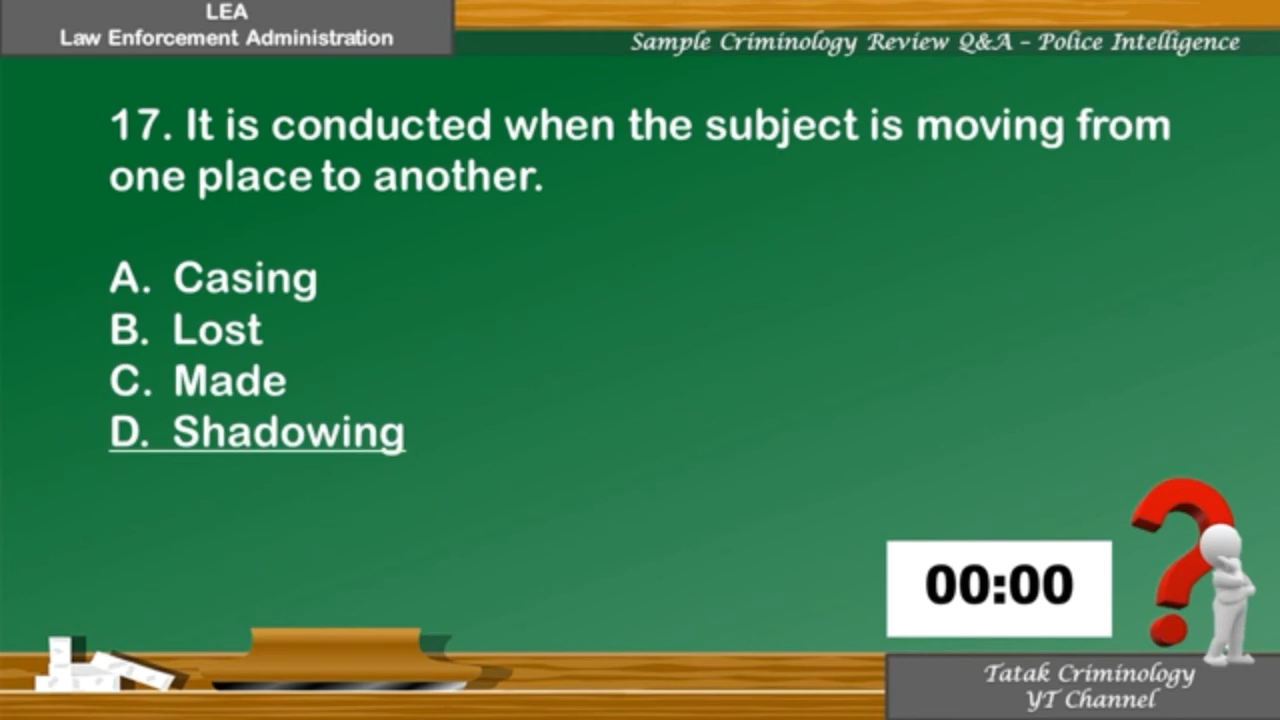 LEA
Law Enforcement Administration
Sample Criminology Review Q&A – Police Intelligence
17. It is conducted when the subject is moving from
one place to another.
A. Casing
B. Lost
C. Made
D. Shadowing
00:00
Tatak Criminology
YT Channel